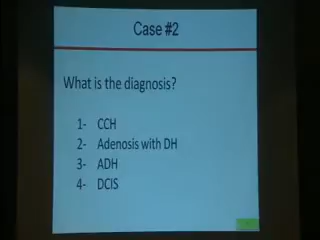 Case #2
What is the diagnosis?
1- CCH
2- Adenosis with DH
3- ADH
4- DCIS